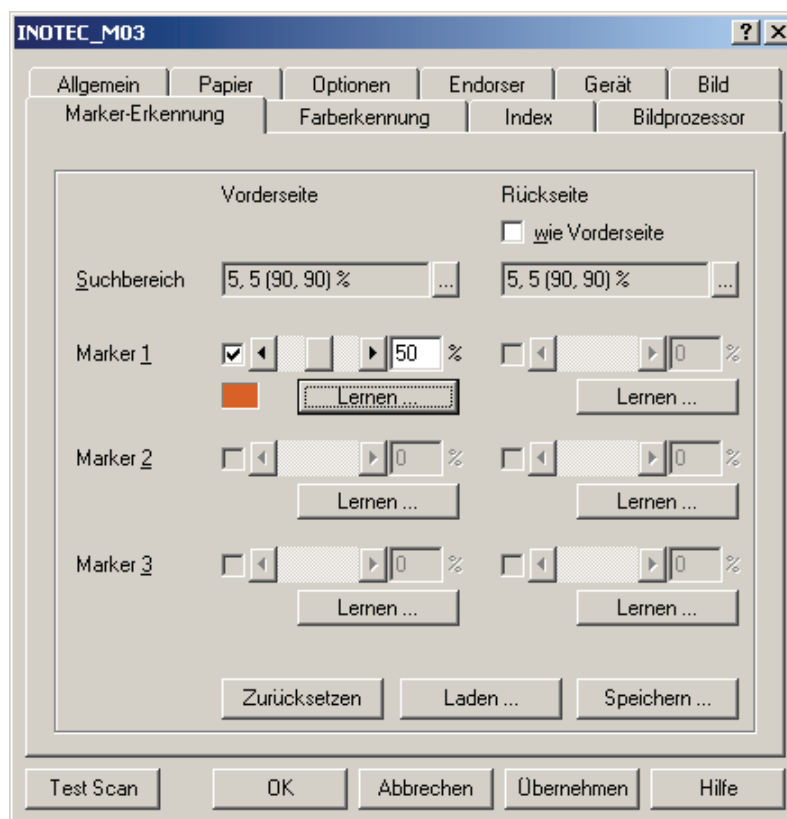 INOTEC_M03
Allgemein Papier Optionen Endorser Gerät Bild
Marker-Erkennung Farberkennung Index Bildprozessor
Vorderseite Rückseite
wie Vorderseite
Suchbereich 5, 5 (90, 90) % ... 5, 5 (90, 90) % ...
Marker 1 50 % 0 %
Lernen ... Lernen ...
Marker 2 0 % 0 %
Lernen ... Lernen ...
Marker 3 0 % 0 %
Lernen ... Lernen ...
Zurücksetzen Laden ... Speichern ...
Test Scan OK Abbrechen Übernehmen Hilfe